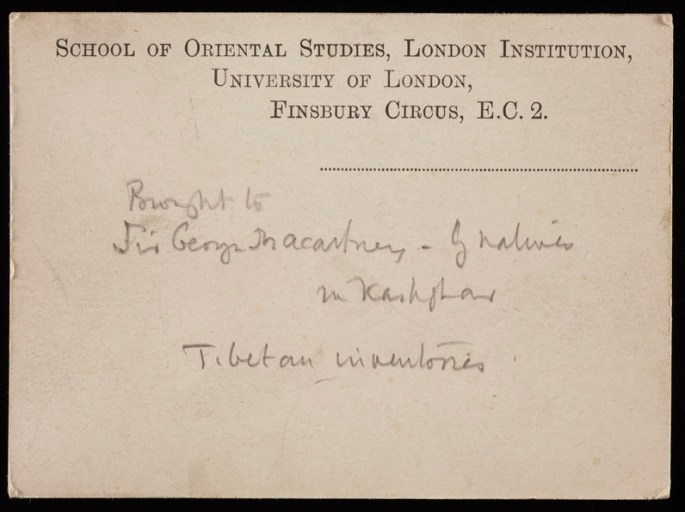 School of Oriental Studies, London Institution,
University of London,
Finsbury Circus, E.C. 2.
Brought to
Sir George Macartney - by natives
in Kashghar
Tibetan inventories